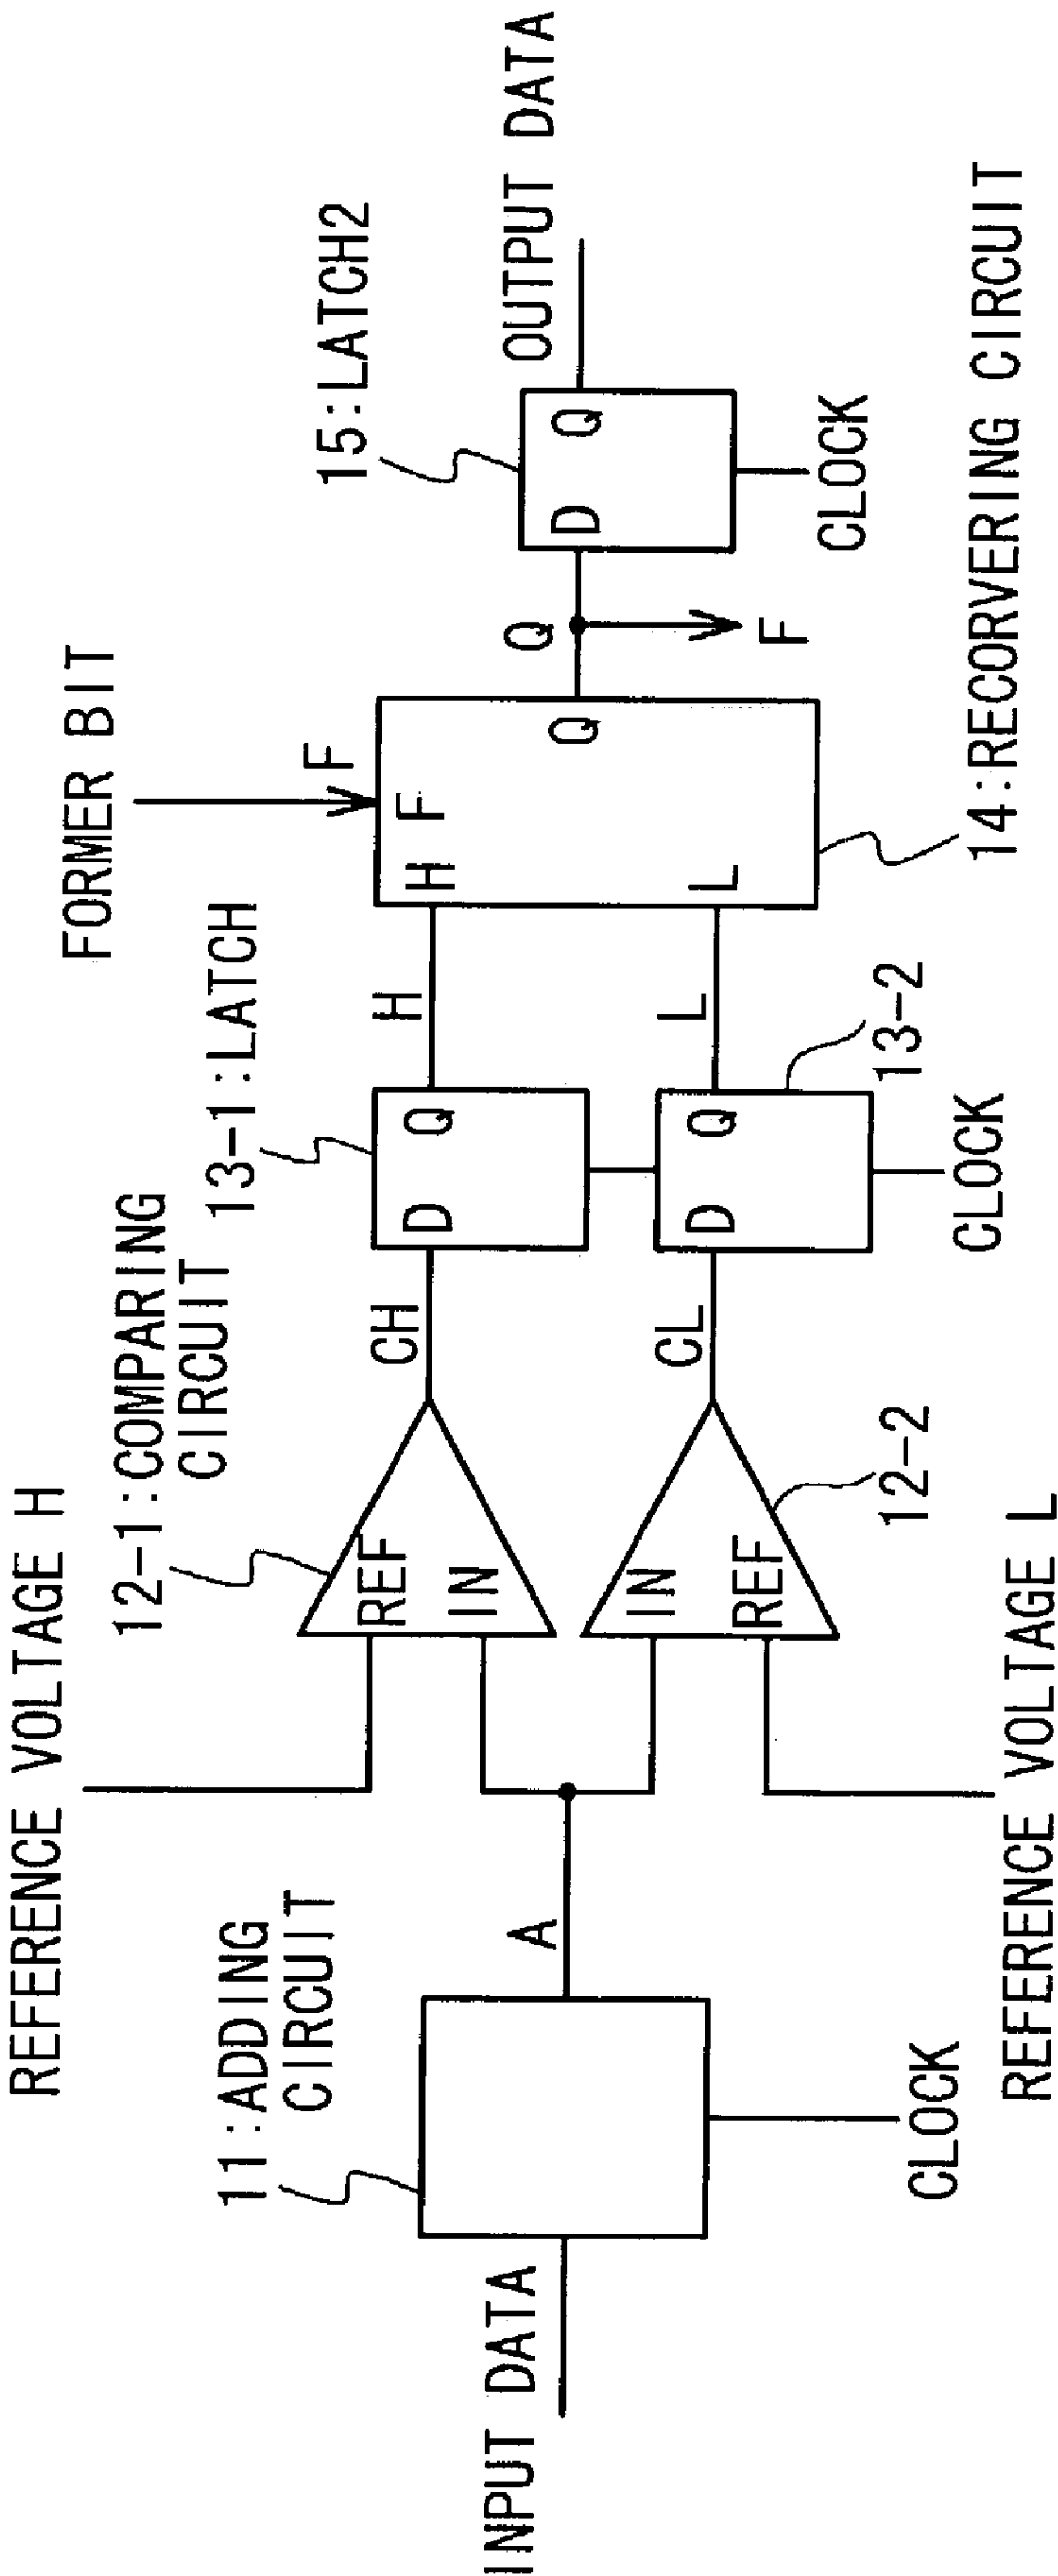 REFERENCE VOLTAGE H
12-1:COMPARING
CIRCUIT
13-1:LATCH
FORMER BIT
F
15:LATCH2
11:ADDING
CIRCUIT
INPUT DATA
A
REF
IN
IN
REF
CH
CL
D Q
D Q
H
L
H F
L
Q
Q
F
D Q
OUTPUT DATA
CLOCK
12-2
CLOCK
13-2
CLOCK
14:RECORVERING CIRCUIT
REFERENCE VOLTAGE L